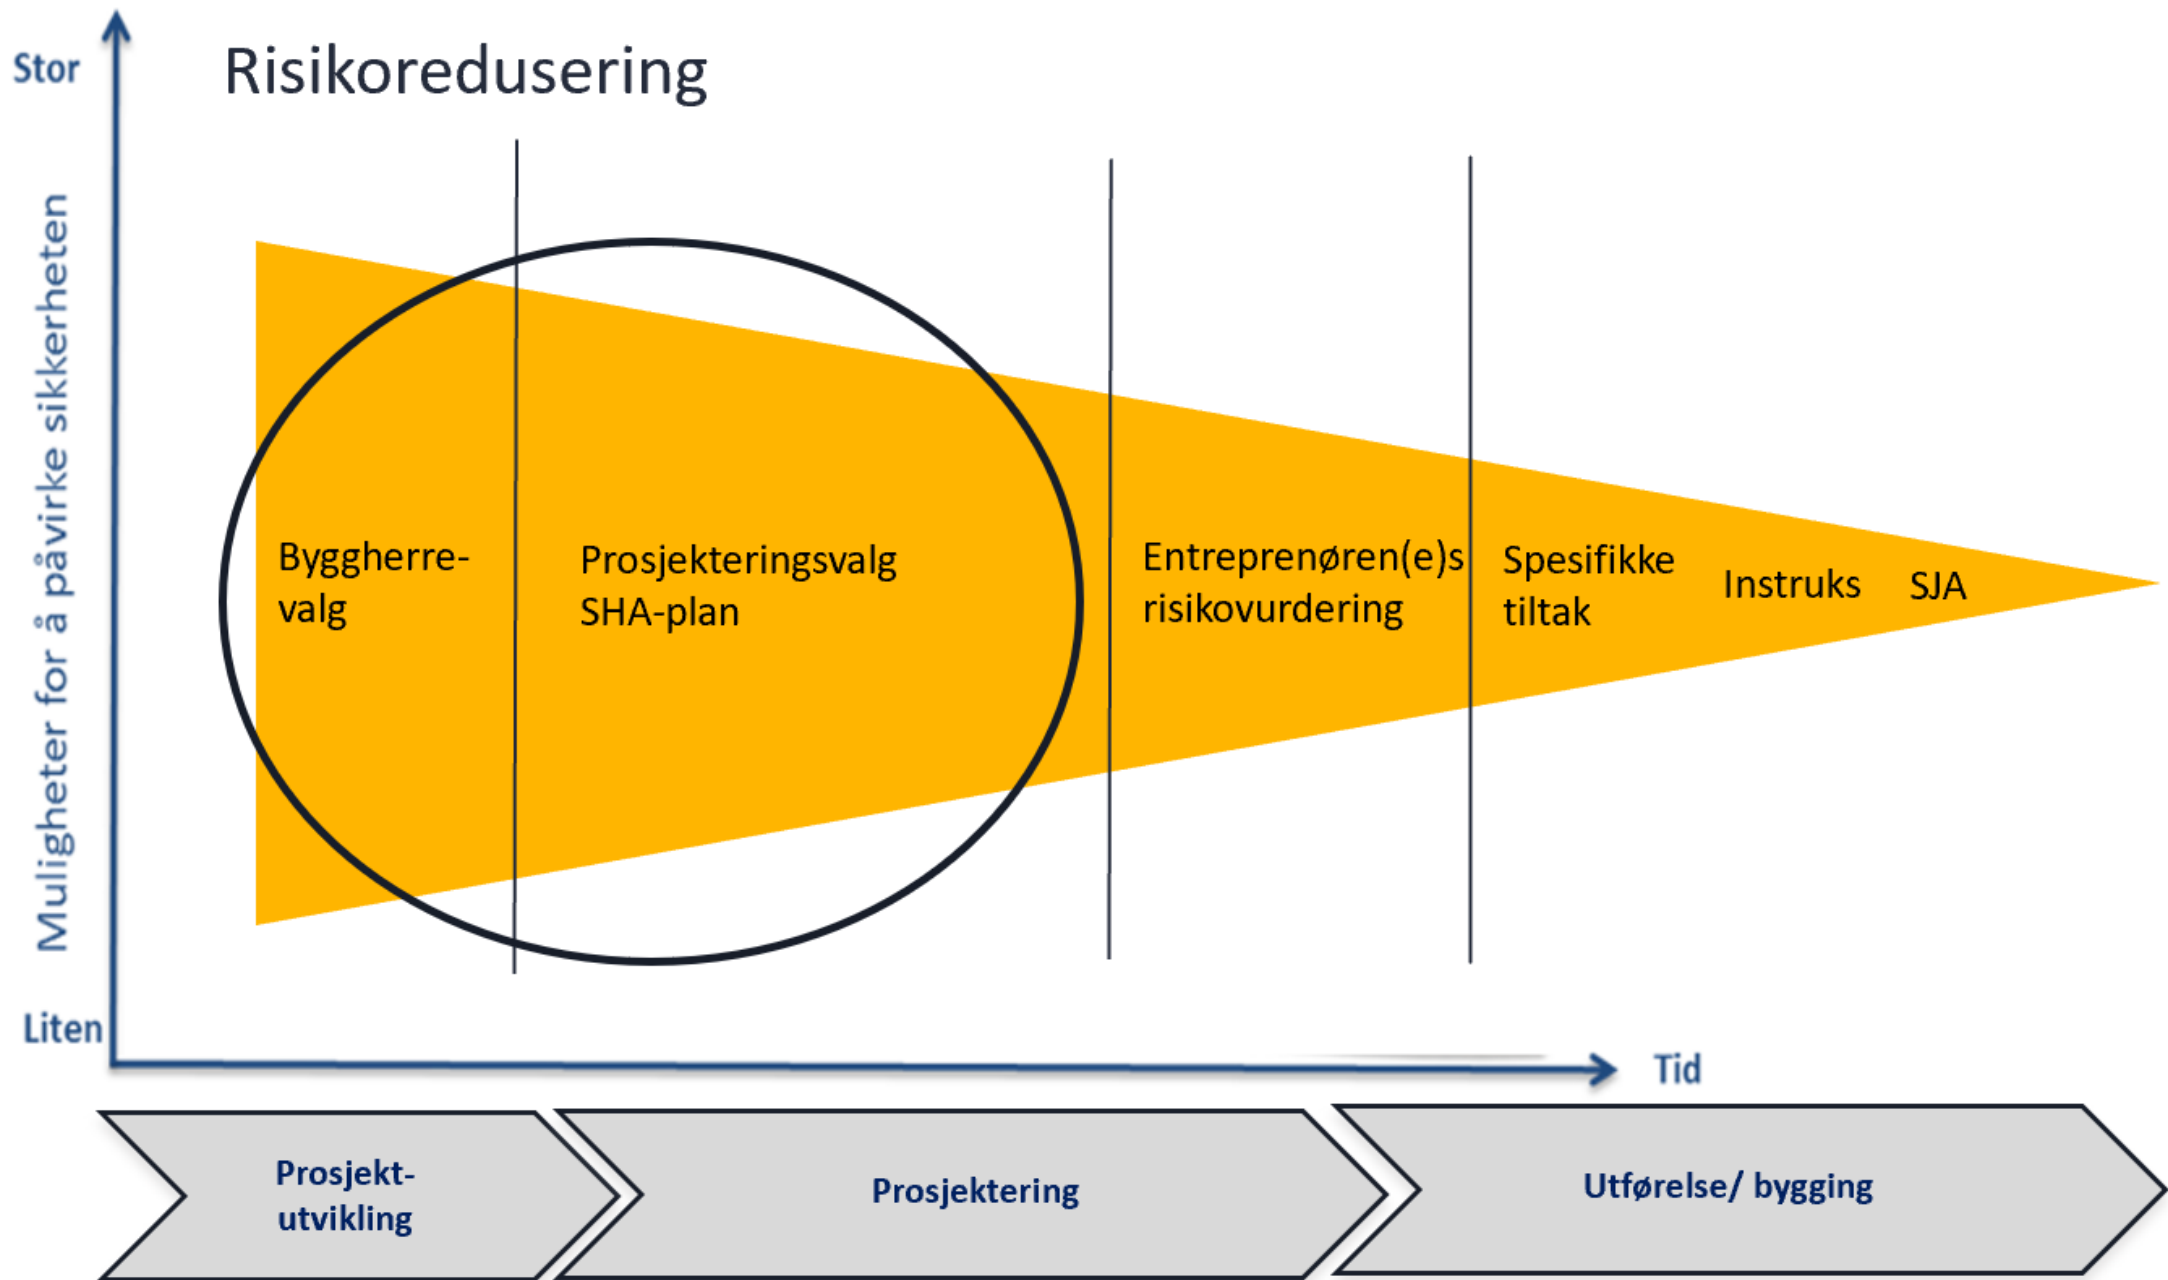 Stor
Risikoredusering
Muligheter for å påvirke sikkerheten
Byggherre-
valg
Prosjekteringsvalg
SHA-plan
Entreprenøren(e)s
risikovurdering
Spesifikke
tiltak
Instruks
SJA
Liten
Tid
Prosjekt-
utvikling
Prosjektering
Utførelse/ bygging